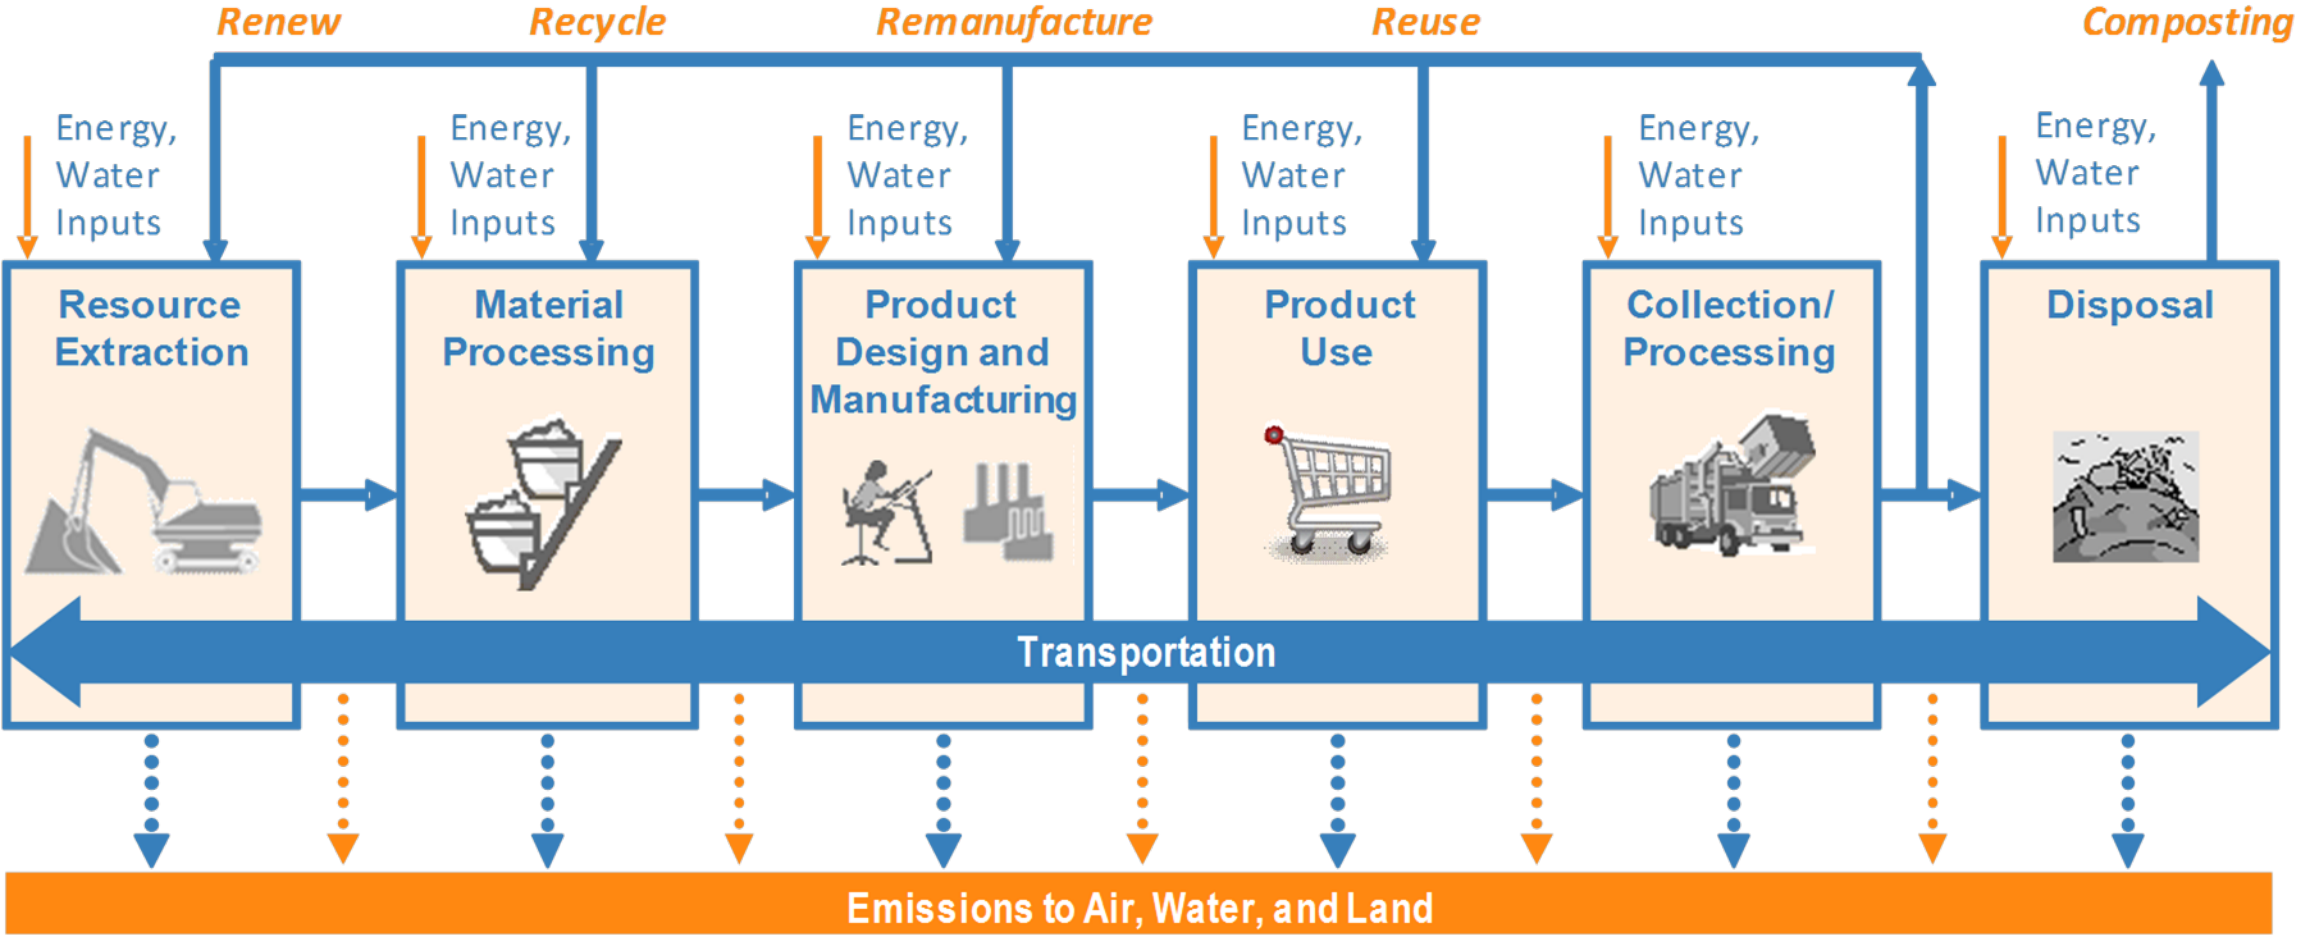 Renew
Recycle
Remanufacture
Reuse
Composting
Energy,
Water
Inputs
Energy,
Water
Inputs
Energy,
Water
Inputs
Energy,
Water
Inputs
Energy,
Water
Inputs
Energy,
Water
Inputs
Resource
Extraction
Material
Processing
Product
Design and
Manufacturing
Product
Use
Collection/
Processing
Disposal
Transportation
Emissions to Air, Water, and Land